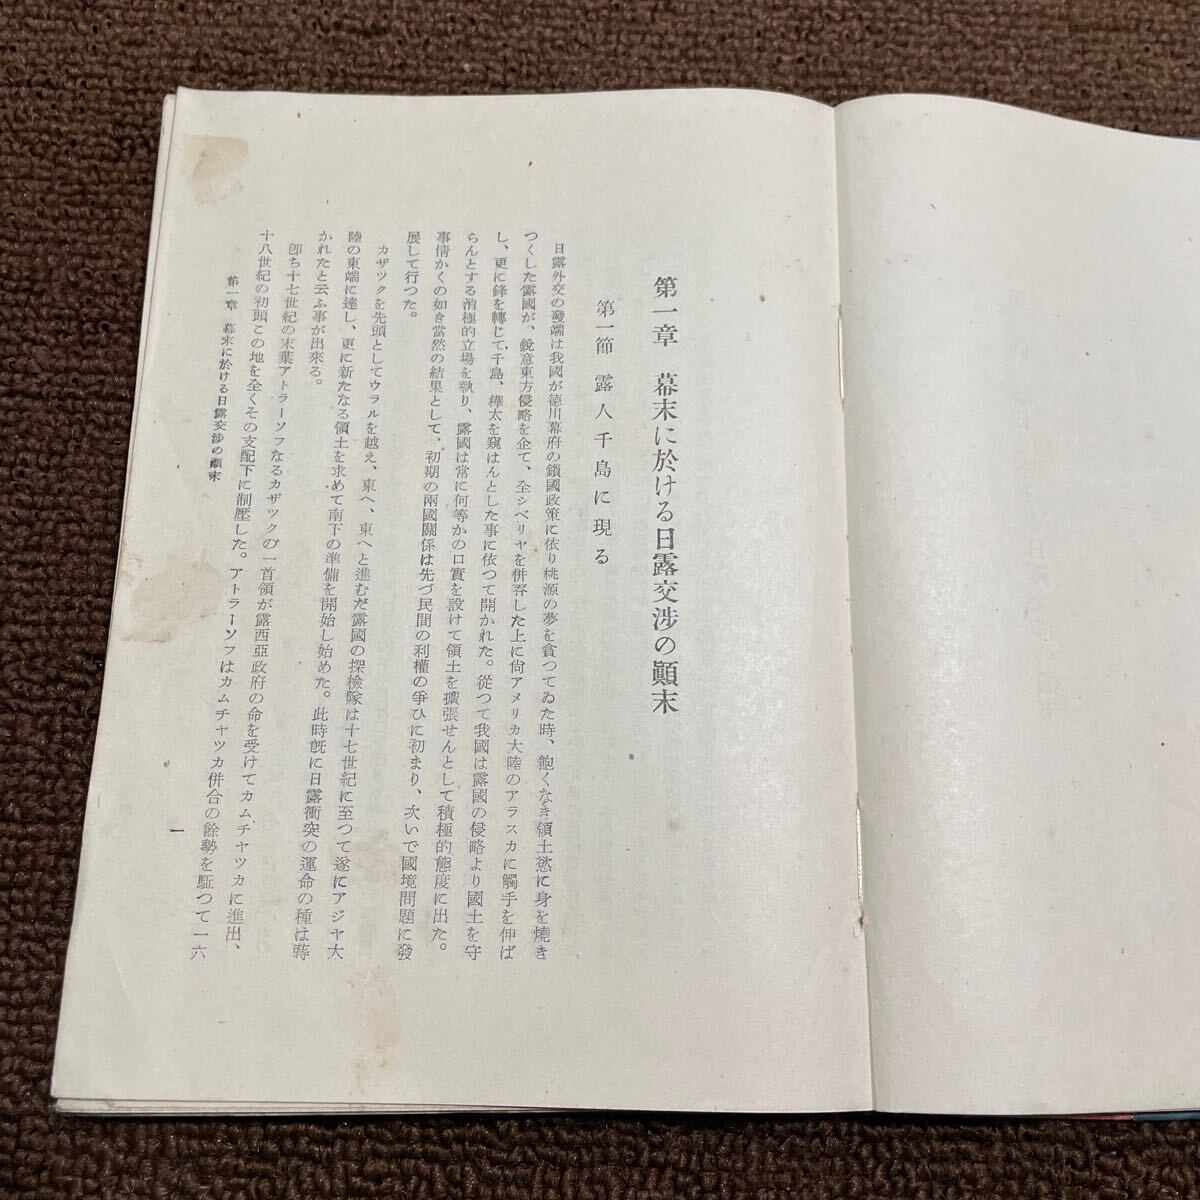 第一章　幕末に於ける日露交渉の顚末
第一節　露人千島に現る
日露外交の發端は我國が徳川幕府の鎖國政策に依り桃源の夢を貪つてゐた時、飽くなき領土慾に身を燒き
つくした露國が、鋭意東方侵略を企て、全シベリヤを併呑した上に尙アメリカ大陸のアラスカに觸手を伸ば
し、更に鋒を轉じて千島、樺太を窺はんとした事に依つて開かれた。從つて我國は露國の侵略より國土を守
らんとする消極的立場を執り、露國は常に何等かの口實を設けて領土を擴張せんとして積極的態度に出た。
事情かくの如き當然の結果として、初期の兩國關係は先づ民間の利權の爭ひに初まり、次いで國境問題に發
展して行つた。
カザックを先頭としてウラルを越え、東へ、東へと進むだ露國の探檢隊は十七世紀に至つて遂にアジヤ大
陸の東端に達し、更に新たなる領土を求めて南下の準備を開始し始めた。此時旣に日露衝突の運命の種は蒔
かれたと云ふ事が出來る。
卽ち十七世紀の末葉アトラーソフなるカザックの一首領が露西亞政府の命を受けてカムチャツカに進出、
十八世紀の初頭この地を全くその支配下に制壓した。アトラーソフはカムチャツカ併合の餘勢を駈つて一六
第一章　幕末に於ける日露交渉の顚末
一